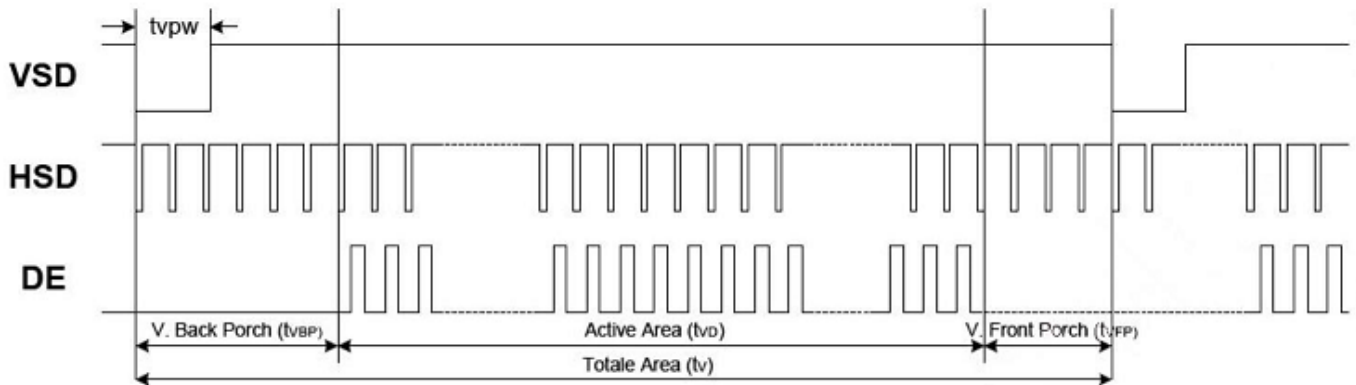 tvpw
VSD
HSD
DE
V. Back Porch (tVBP)
Active Area (tVD)
V. Front Porch (tVFP)
Totale Area (tV)